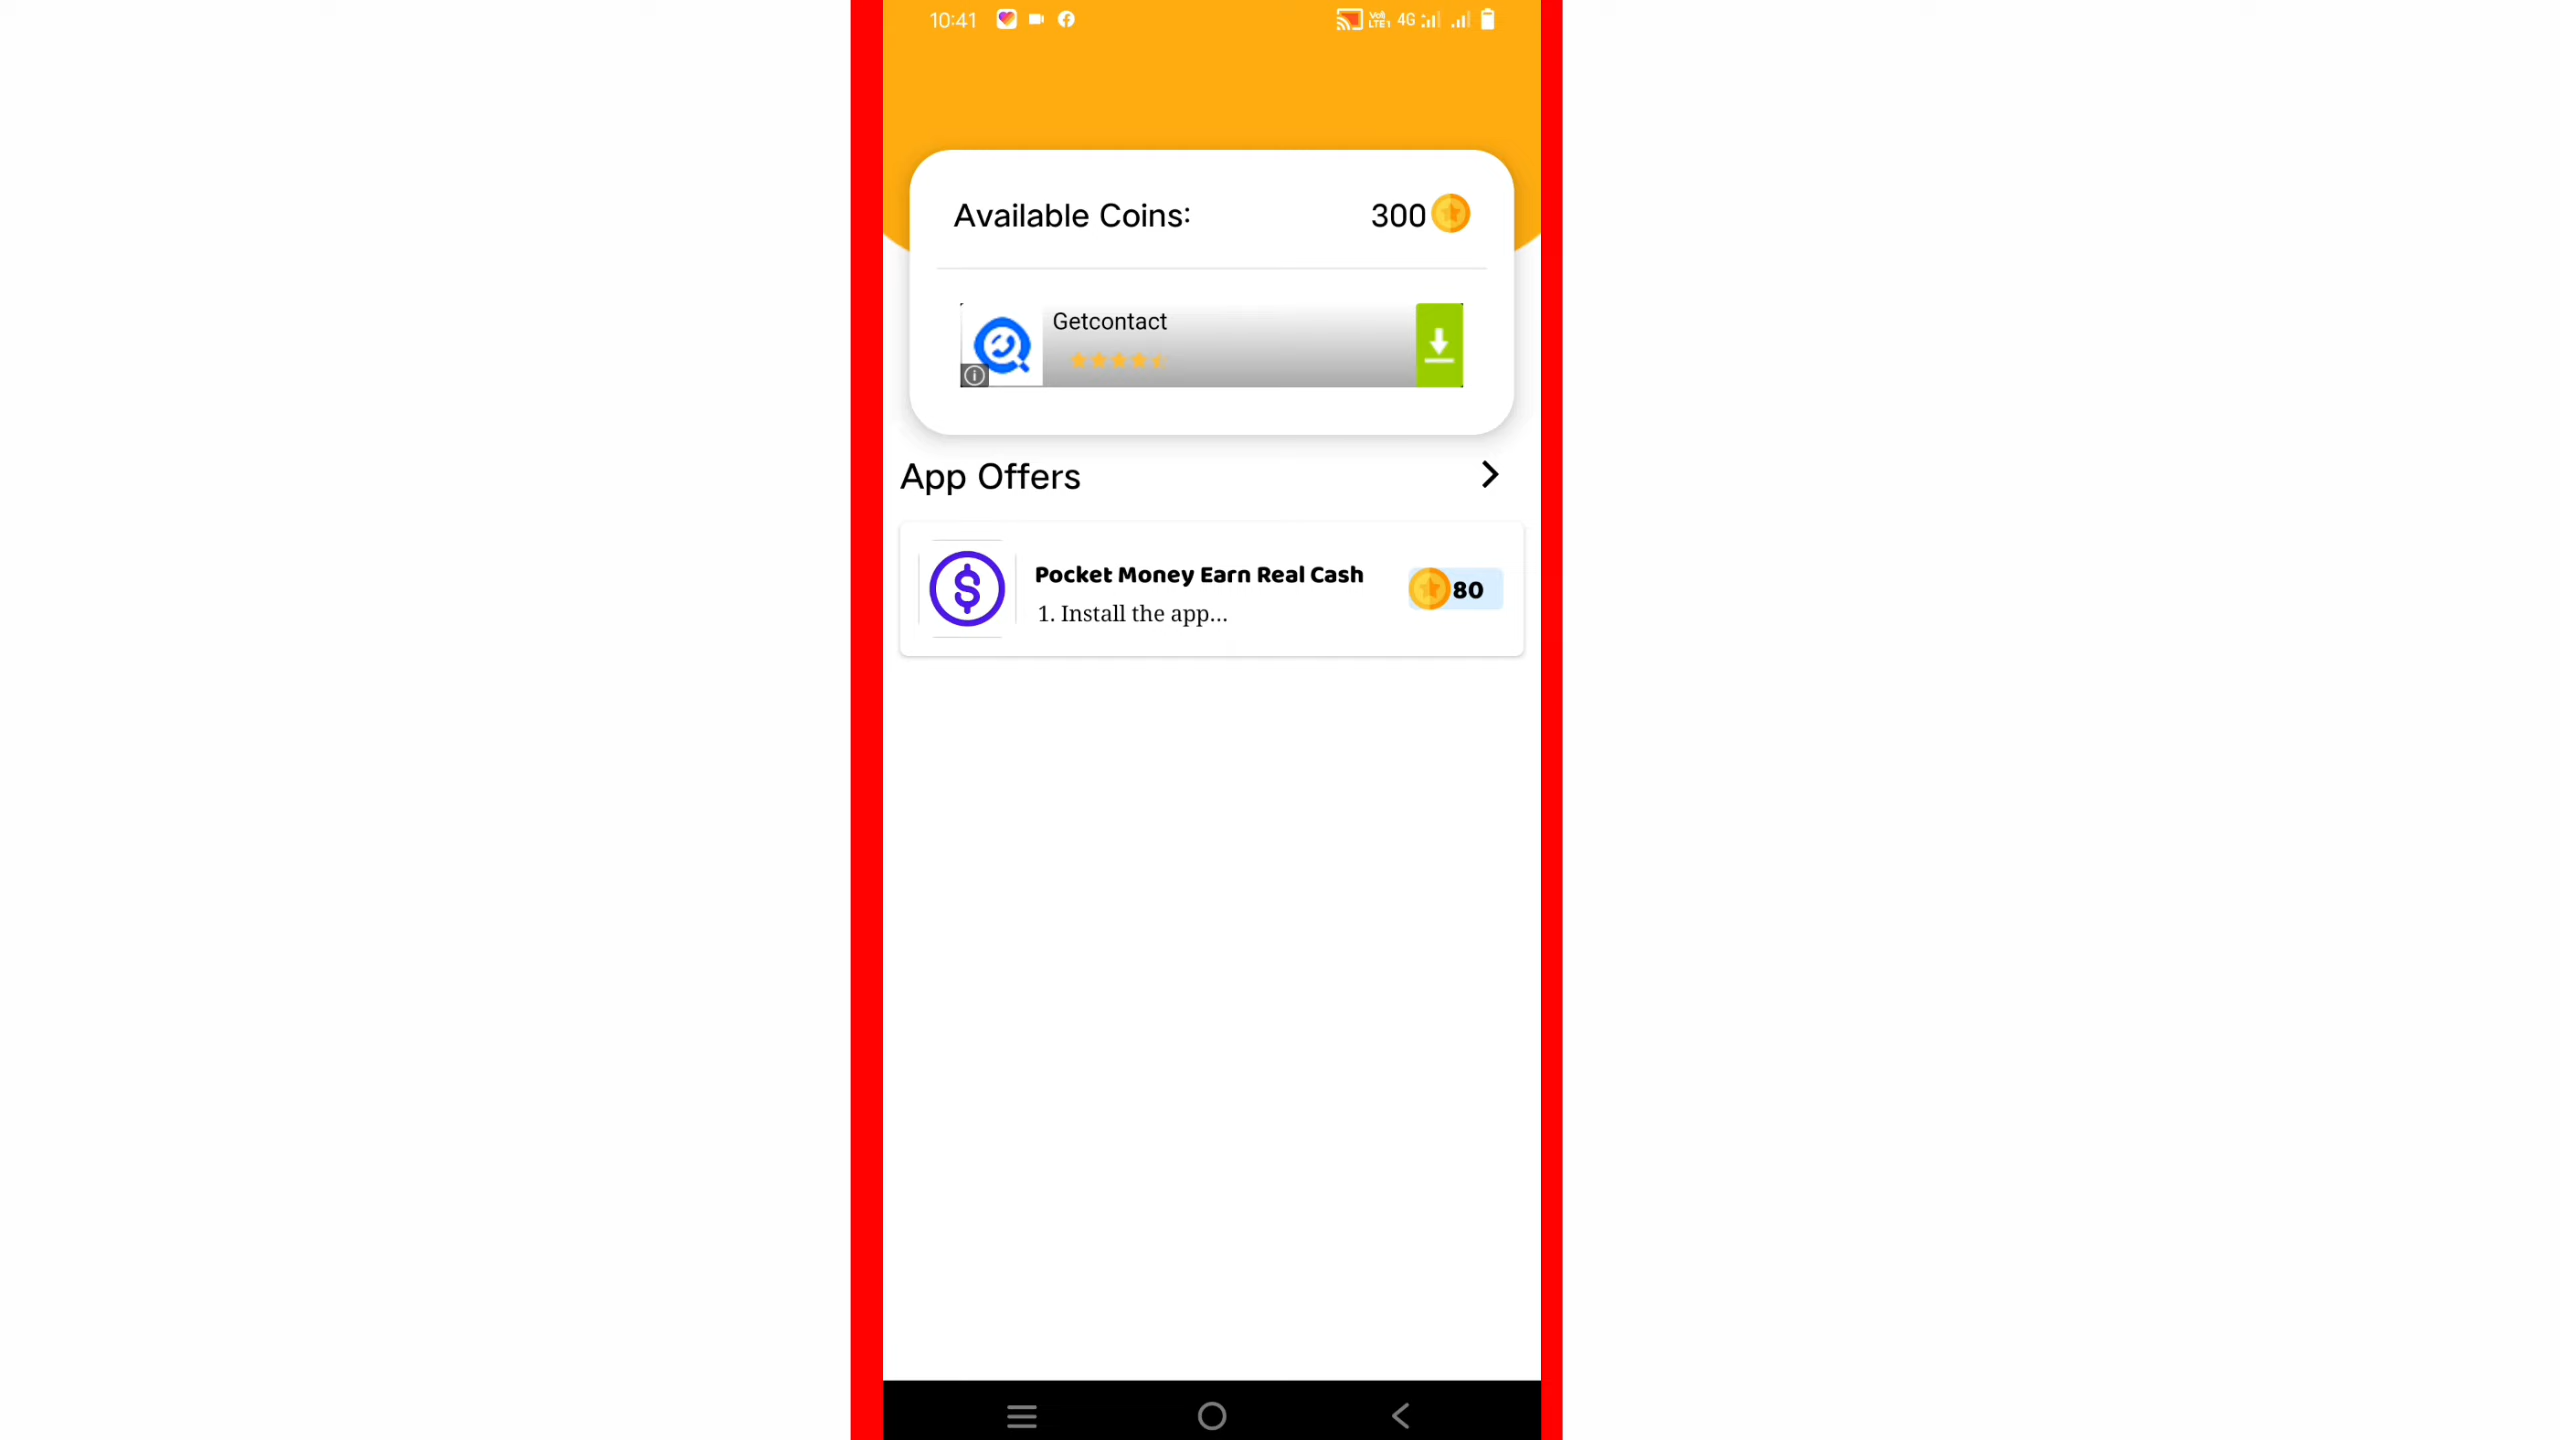 10:41
4G
Available Coins: 300
Getcontact
App Offers
Pocket Money Earn Real Cash
1. Install the app...
80